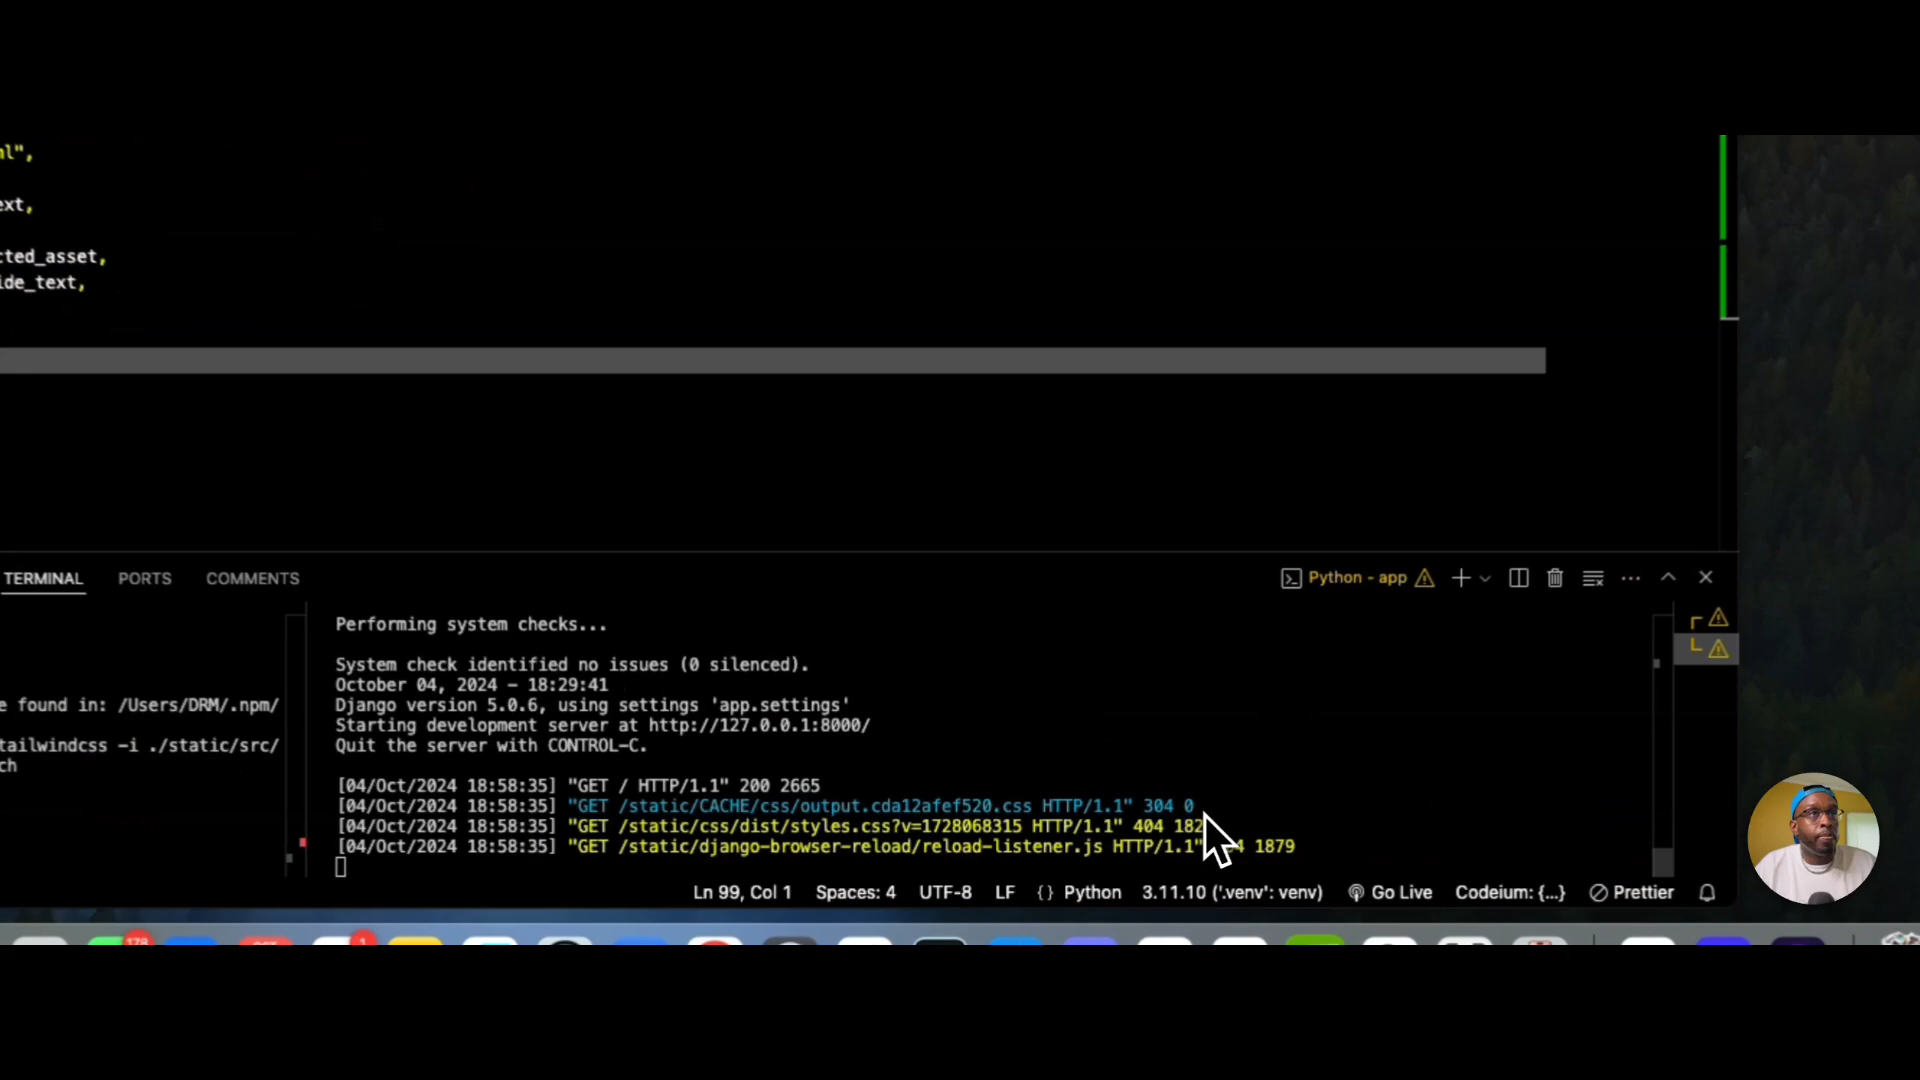 ml",
ext,
cted_asset,
ide_text,
TERMINAL PORTS COMMENTS
Python - app
e found in: /Users/DRM/.npm/
tailwindcss -i ./static/src/
ch
Performing system checks...
System check identified no issues (0 silenced).
October 04, 2024 - 18:29:41
Django version 5.0.6, using settings 'app.settings'
Starting development server at http://127.0.0.1:8000/
Quit the server with CONTROL-C.
[04/Oct/2024 18:58:35] "GET / HTTP/1.1" 200 2665
[04/Oct/2024 18:58:35] "GET /static/CACHE/css/output.cda12afef520.css HTTP/1.1" 304 0
[04/Oct/2024 18:58:35] "GET /static/css/dist/styles.css?v=1728068315 HTTP/1.1" 404 182
[04/Oct/2024 18:58:35] "GET /static/django-browser-reload/reload-listener.js HTTP/1.1" 4 1879
Ln 99, Col 1 Spaces: 4 UTF-8 LF {} Python 3.11.10 ('.venv': venv) Go Live Codeium: {...} Prettier
178
1